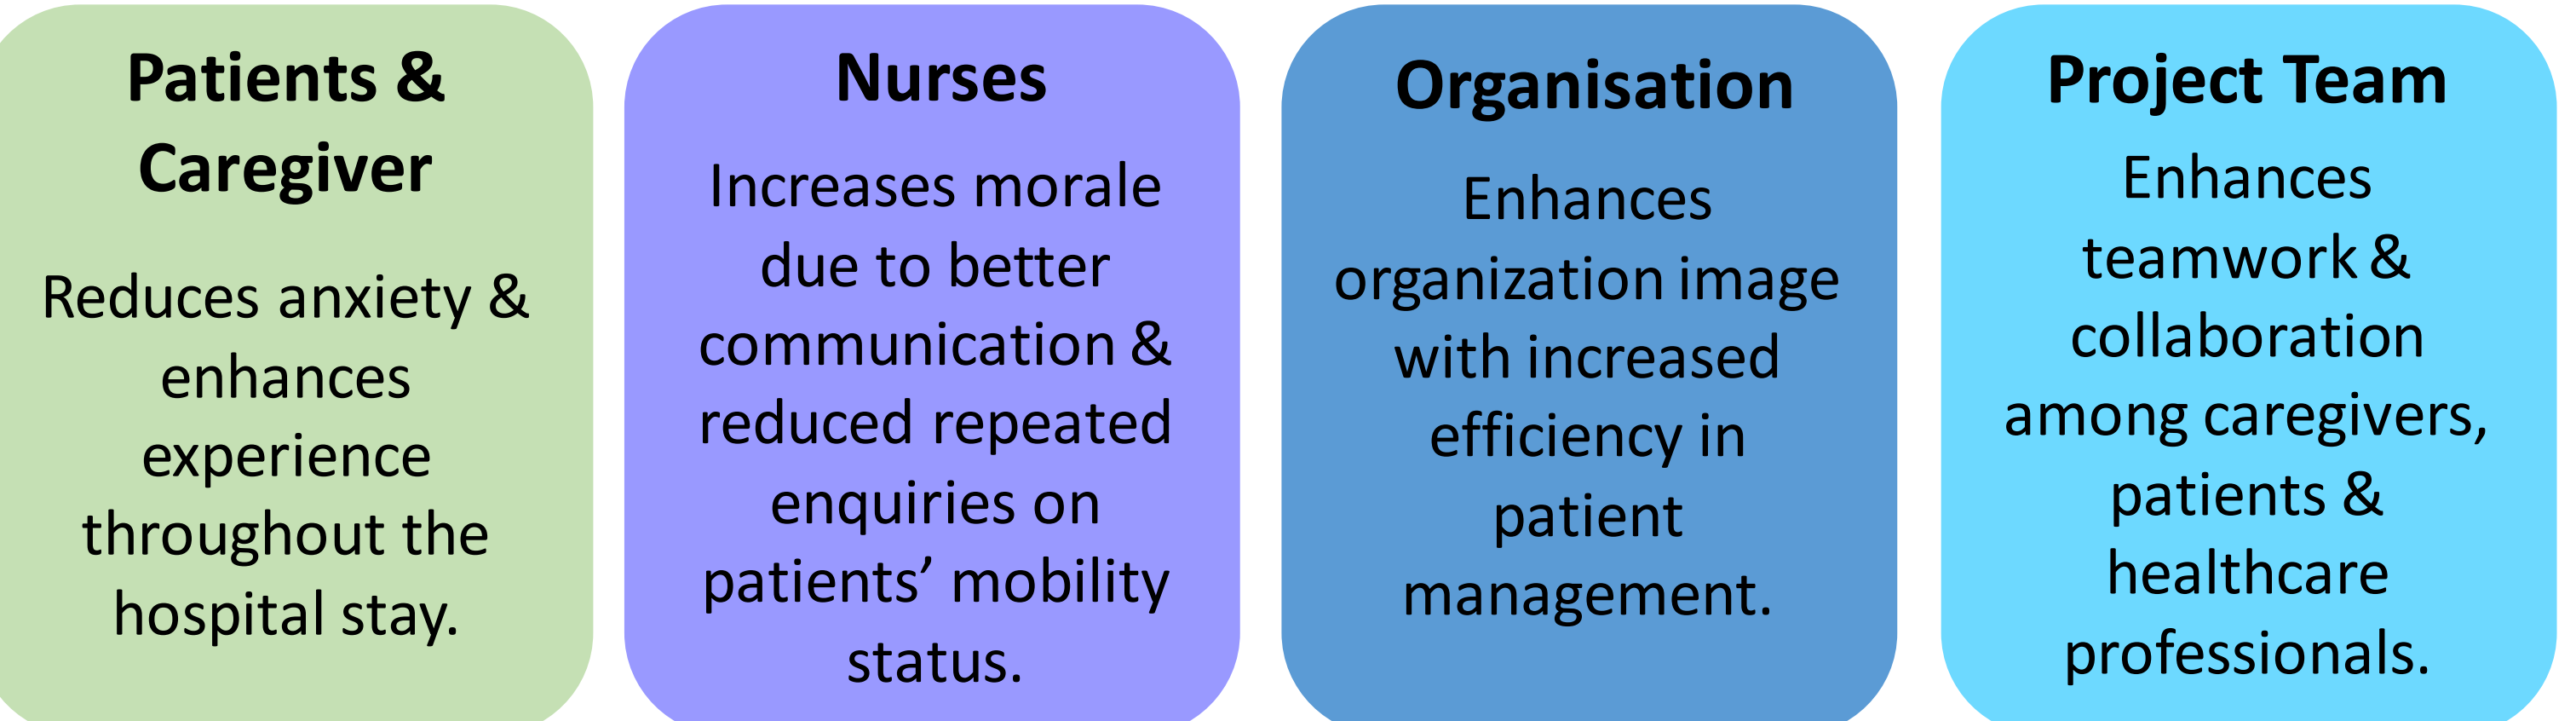 Patients &
Caregiver
Reduces anxiety &
enhances
experience
throughout the
hospital stay.
Nurses
Increases morale
due to better
communication &
reduced repeated
enquiries on
patients’ mobility
status.
Organisation
Enhances
organization image
with increased
efficiency in
patient
management.
Project Team
Enhances
teamwork &
collaboration
among caregivers,
patients &
healthcare
professionals.